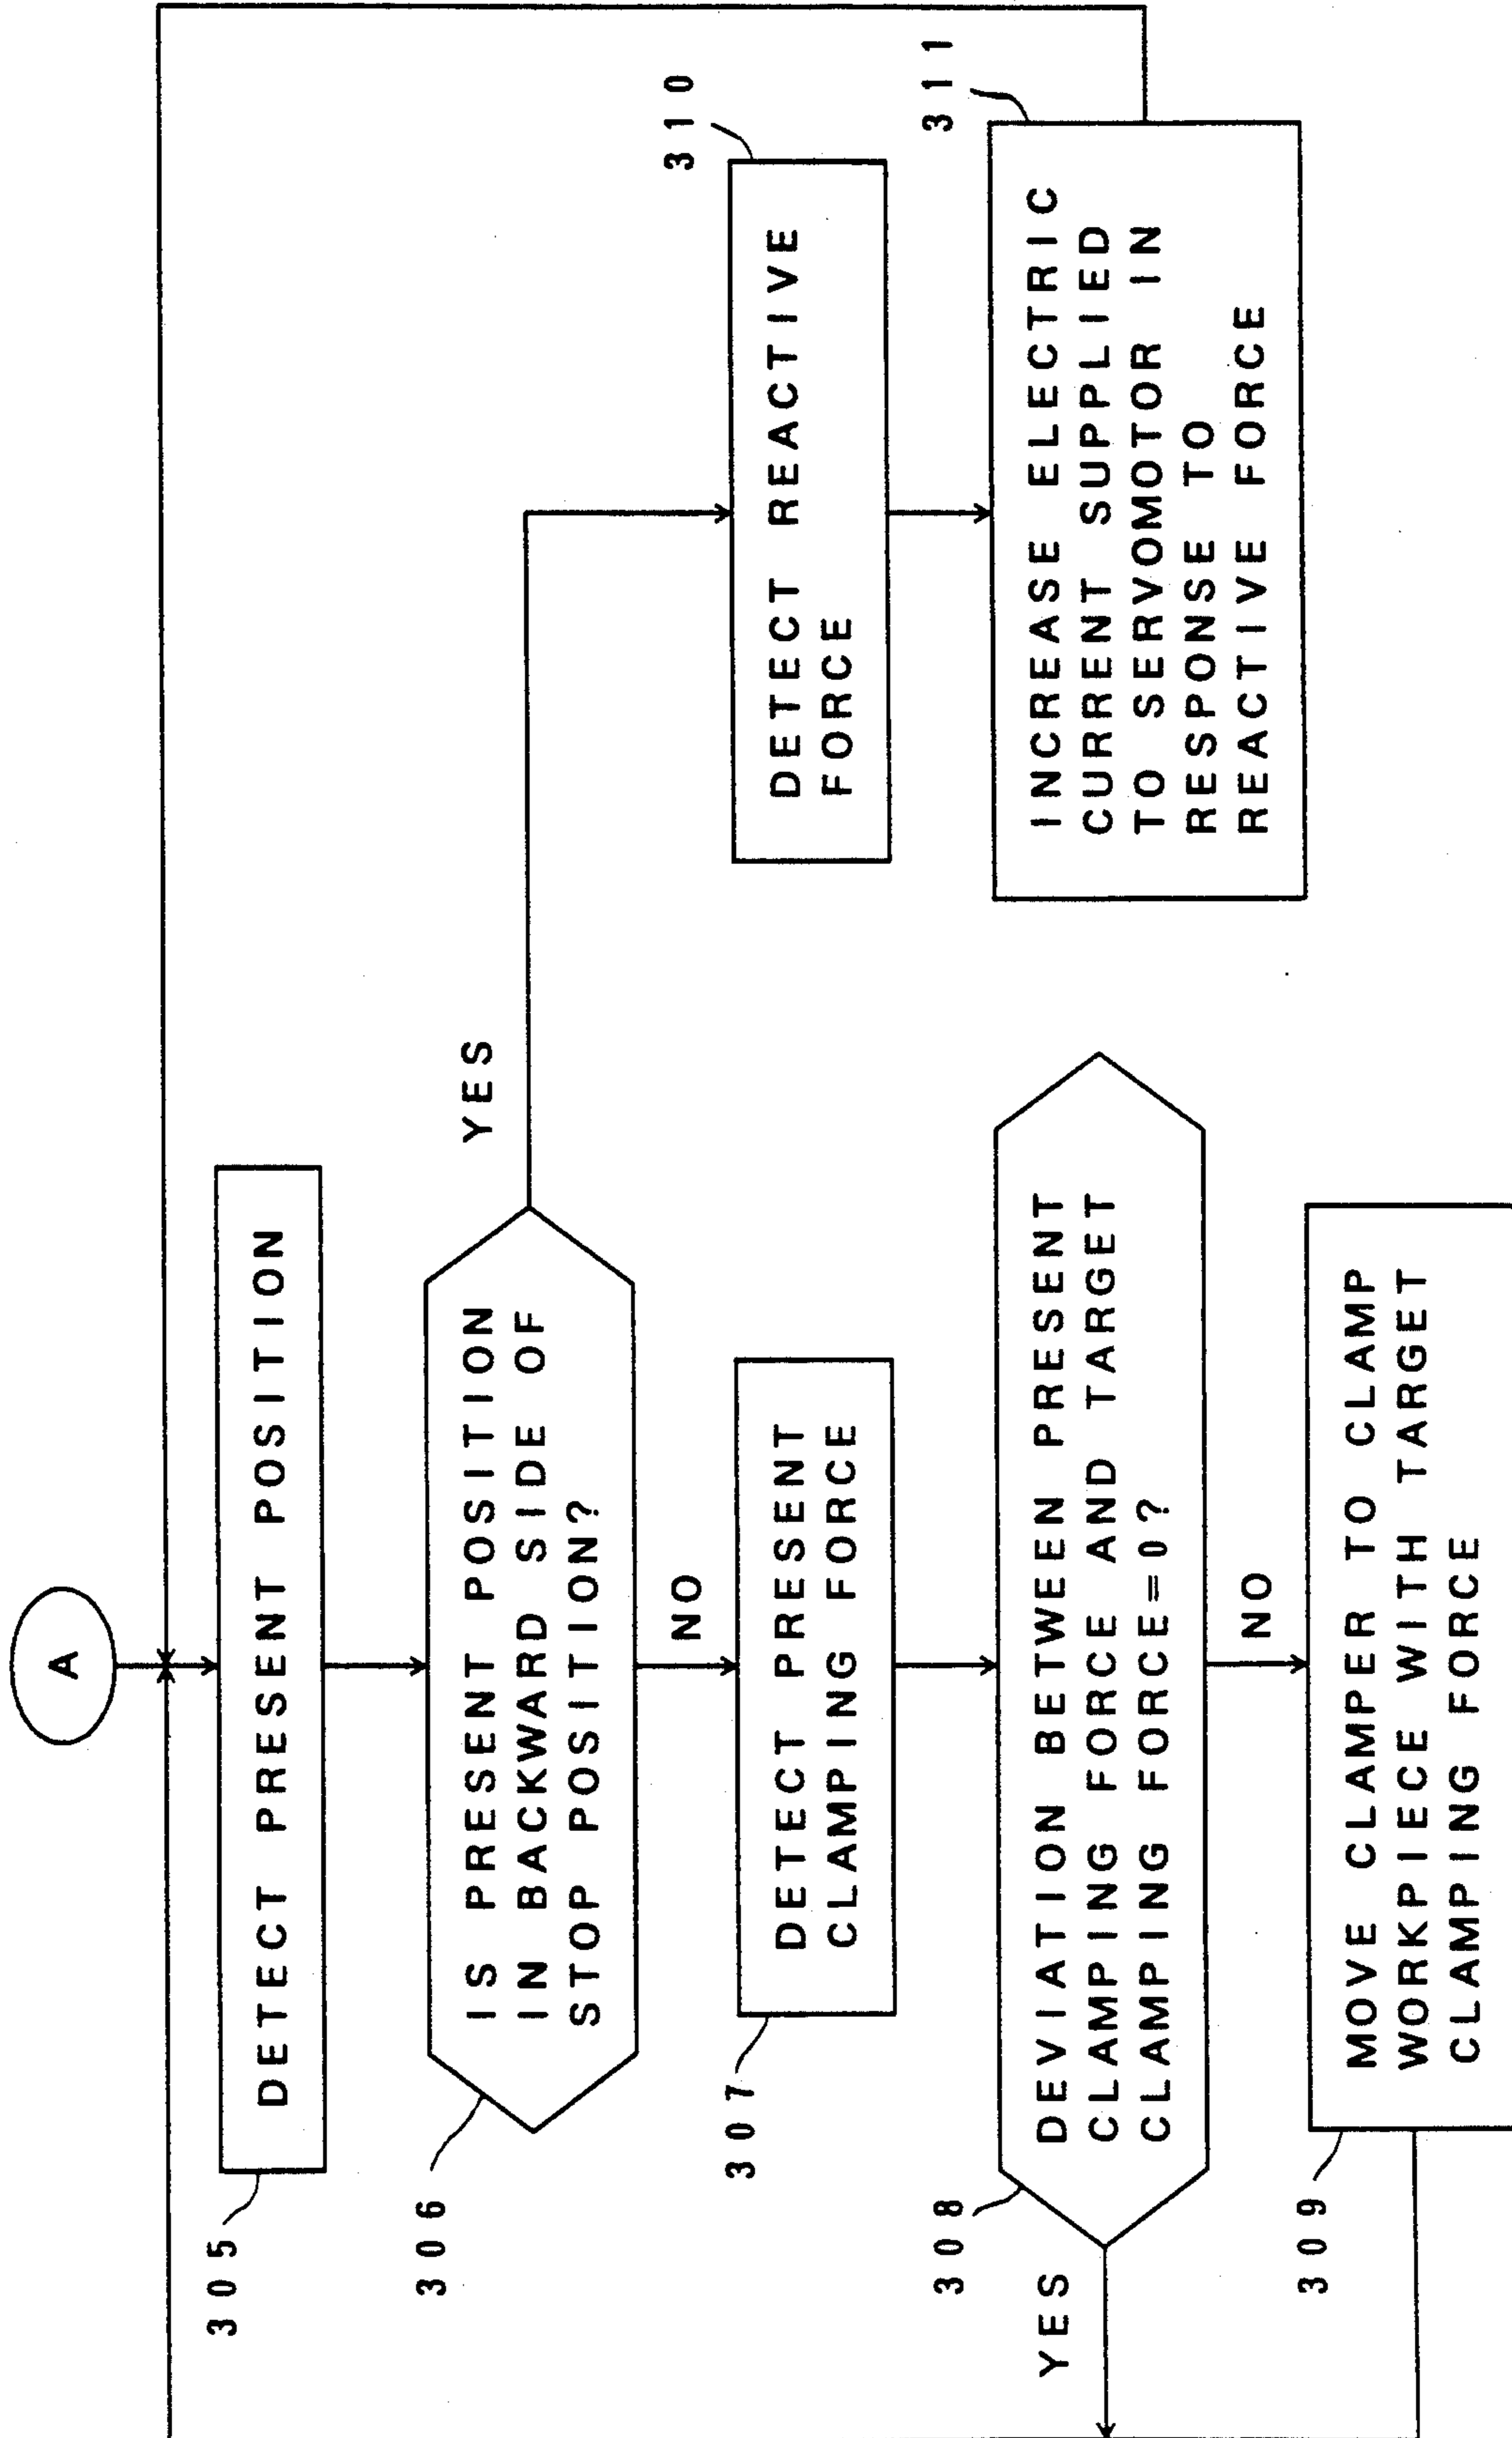 A
305
DETECT PRESENT POSITION
306
IS PRESENT POSITION
IN BACKWARD SIDE OF
STOP POSITION?
YES
NO
307
DETECT PRESENT
CLAMPING FORCE
310
DETECT REACTIVE
FORCE
308
DEVIATION BETWEEN PRESENT
CLAMPING FORCE AND TARGET
CLAMPING FORCE=0?
YES
NO
311
INCREASE ELECTRIC
CURRENT SUPPLIED
TO SERVOMOTOR IN
RESPONSE TO
REACTIVE FORCE
309
MOVE CLAMPER TO CLAMP
WORKPIECE WITH TARGET
CLAMPING FORCE